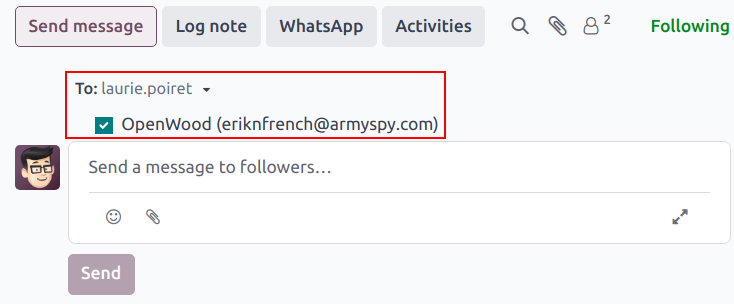 Send message Log note WhatsApp Activities 2 Following
To: laurie.poiret
OpenWood (eriknfrench@armyspy.com)
Send a message to followers…
Send